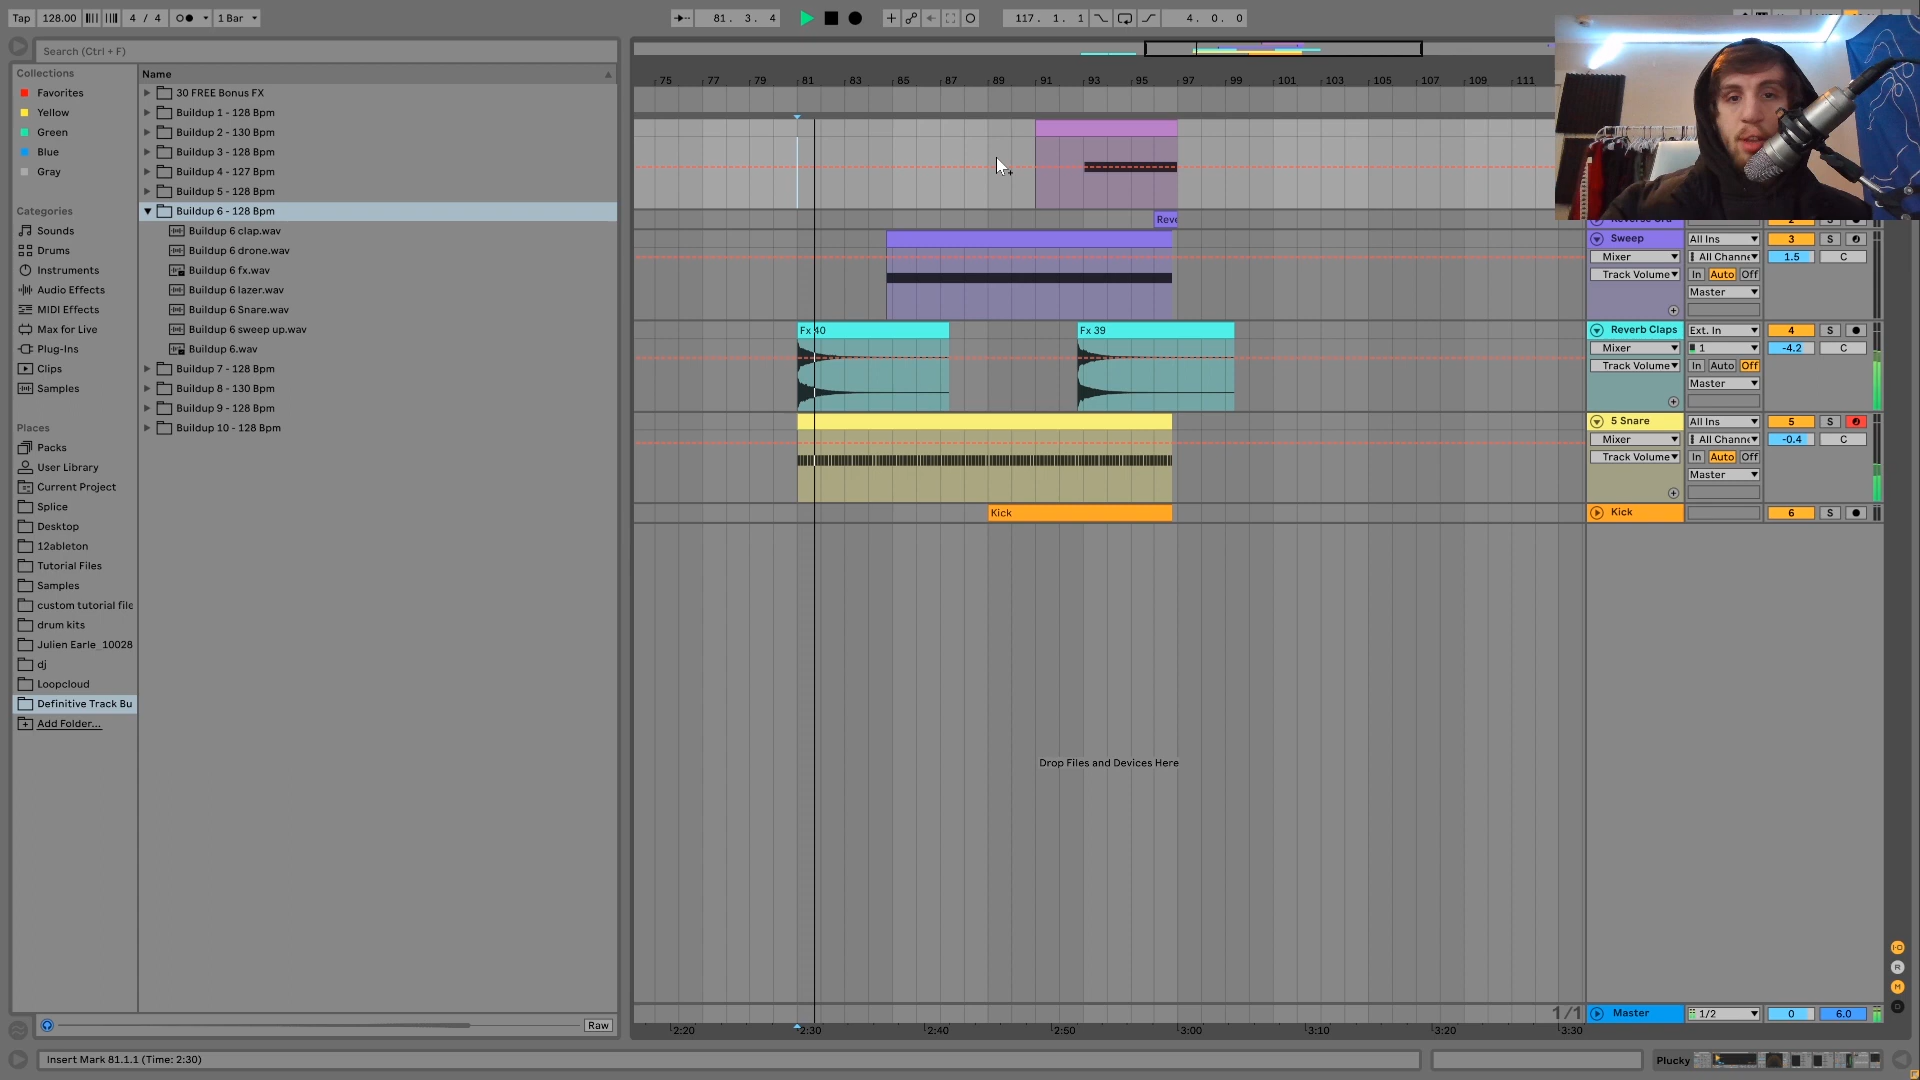 Tap 128.00 4 / 4 1 Bar 81. 3. 4 117. 1. 1 4. 0. 0
Search (Ctrl + F)
Collections
Favorites
Yellow
Green
Blue
Gray
Categories
Sounds
Drums
Instruments
Audio Effects
MIDI Effects
Max for Live
Plug-Ins
Clips
Samples
Places
Packs
User Library
Current Project
Splice
Desktop
12ableton
Tutorial Files
Samples
custom tutorial file
drum kits
Julien Earle_10028
dj
Loopcloud
Definitive Track Bu
Add Folder...
Name
30 FREE Bonus FX
Buildup 1 - 128 Bpm
Buildup 2 - 130 Bpm
Buildup 3 - 128 Bpm
Buildup 4 - 127 Bpm
Buildup 5 - 128 Bpm
Buildup 6 - 128 Bpm
Buildup 6 clap.wav
Buildup 6 drone.wav
Buildup 6 fx.wav
Buildup 6 lazer.wav
Buildup 6 Snare.wav
Buildup 6 sweep up.wav
Buildup 6.wav
Buildup 7 - 128 Bpm
Buildup 8 - 130 Bpm
Buildup 9 - 128 Bpm
Buildup 10 - 128 Bpm
Raw
75 77 79 81 83 85 87 89 91 93 95 97 99 101 103 105 107 109 111
Reve
Fx 40
Fx 39
Kick
Drop Files and Devices Here
1/1
2:20 2:30 2:40 2:50 3:00 3:10 3:20 3:30
Sweep All Ins 3 S
Mixer All Channe 1.5 C
Track Volume In Auto Off
Master
Reverb Claps Ext. In 4 S
Mixer 1 -4.2 C
Track Volume In Auto Off
Master
5 Snare All Ins 5 S
Mixer All Channe -0.4 C
Track Volume In Auto Off
Master
Kick 6 S
Master 1/2 0 6.0
I·O
R
M
D
Insert Mark 81.1.1 (Time: 2:30)
Plucky